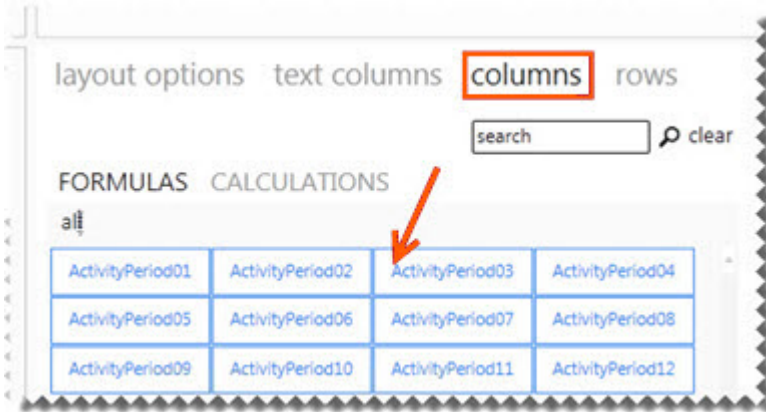 layout options text columns columns rows
search clear
FORMULAS CALCULATIONS
all
ActivityPeriod01 ActivityPeriod02 ActivityPeriod03 ActivityPeriod04
ActivityPeriod05 ActivityPeriod06 ActivityPeriod07 ActivityPeriod08
ActivityPeriod09 ActivityPeriod10 ActivityPeriod11 ActivityPeriod12